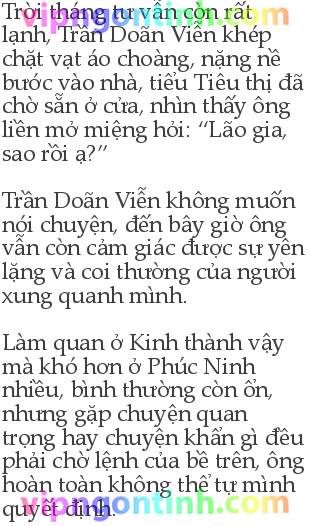 Trời tháng tư vẫn còn rất
lạnh, Trần Doãn Viễn khép
chặt vạt áo choàng, nặng nề
bước vào nhà, tiểu Tiêu thị đã
chờ sẵn ở cửa, nhìn thấy ông
liền mở miệng hỏi: “Lão gia,
sao rồi ạ?”
Trần Doãn Viễn không muốn
nói chuyện, đến bây giờ ông
vẫn còn cảm giác được sự yên
lặng và coi thường của người
xung quanh mình.
Làm quan ở Kinh thành vậy
mà khó hơn ở Phúc Ninh
nhiều, bình thường còn ổn,
nhưng gặp chuyện quan
trọng hay chuyện khẩn gì đều
phải chờ lệnh của bề trên, ông
hoàn toàn không thể tự mình
quyết định.
vipngontinh.com
vipngontinh.com